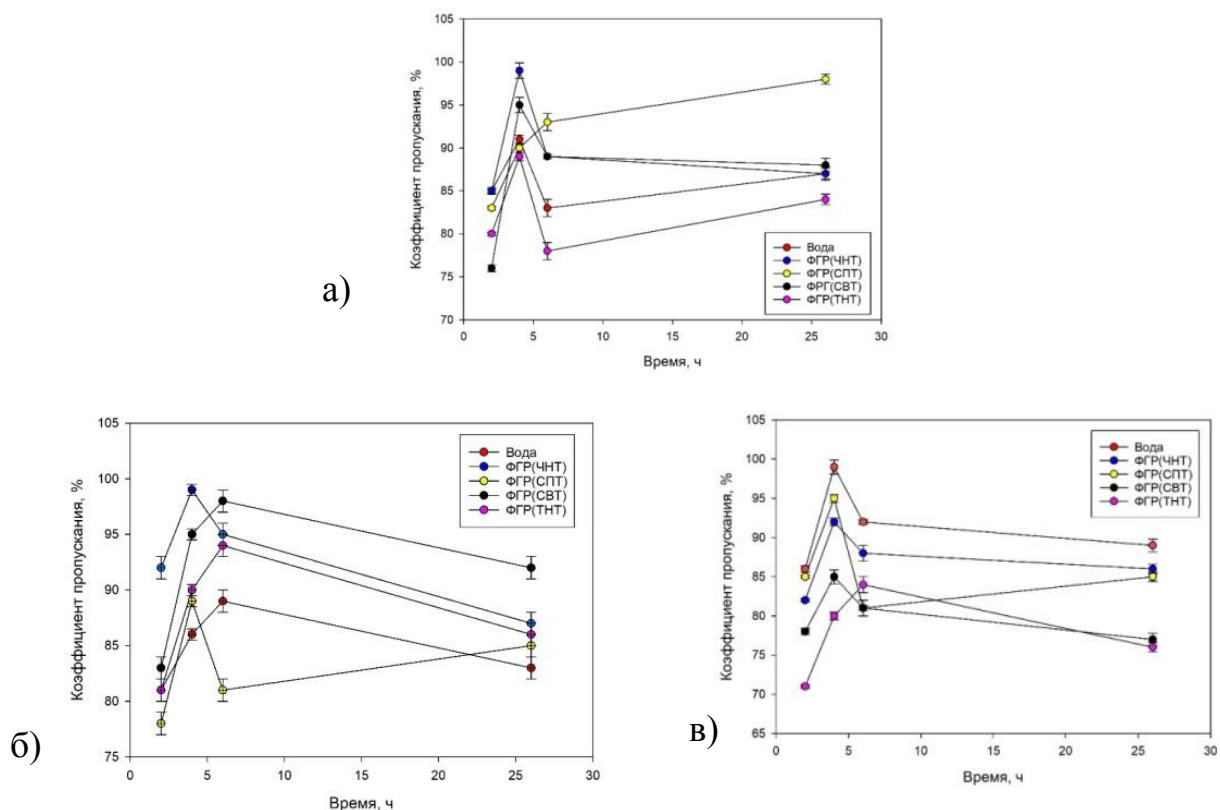 105
100
95
90
85
80
75
70
Коэффициент пропускания, %
0 5 10 15 20 25 30
Время, ч
Вода
ФГР(ЧНТ)
ФГР(СПТ)
ФРГ(СВТ)
ФГР(ТНТ)
а)
105
100
95
90
85
80
75
Коэффициент пропускания, %
0 5 10 15 20 25 30
Время, ч
Вода
ФГР(ЧНТ)
ФГР(СПТ)
ФГР(СВТ)
ФГР(ТНТ)
б)
105
100
95
90
85
80
75
70
65
Коэффициент пропускания, %
0 5 10 15 20 25 30
Время, ч
Вода
ФГР(ЧНТ)
ФГР(СПТ)
ФГР(СВТ)
ФГР(ТНТ)
в)